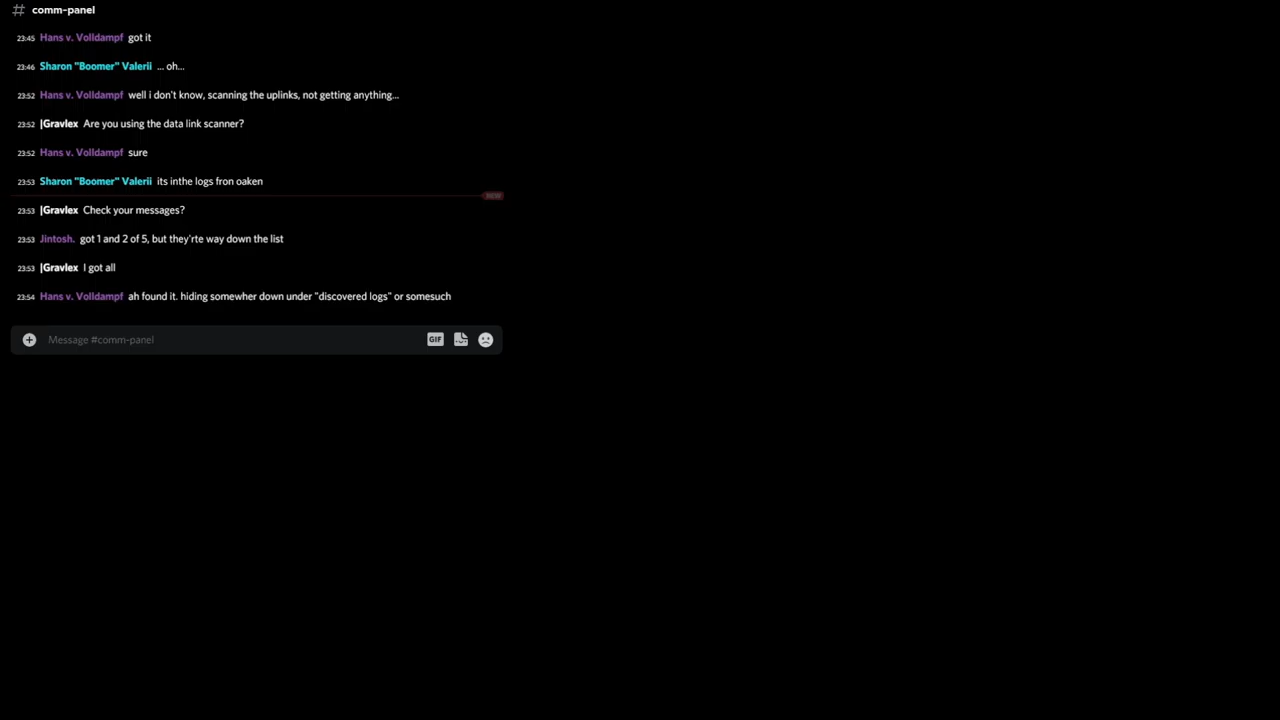 # comm-panel
23:45 Hans v. Volldampf got it
23:46 Sharon "Boomer" Valerii ... oh...
23:52 Hans v. Volldampf well i don't know, scanning the uplinks, not getting anything...
23:52 |Gravlex Are you using the data link scanner?
23:52 Hans v. Volldampf sure
23:53 Sharon "Boomer" Valerii its inthe logs fron oaken
NEW
23:53 |Gravlex Check your messages?
23:53 Jintosh. got 1 and 2 of 5, but they'rte way down the list
23:53 |Gravlex I got all
23:54 Hans v. Volldampf ah found it. hiding somewher down under "discovered logs" or somesuch
Message #comm-panel GIF